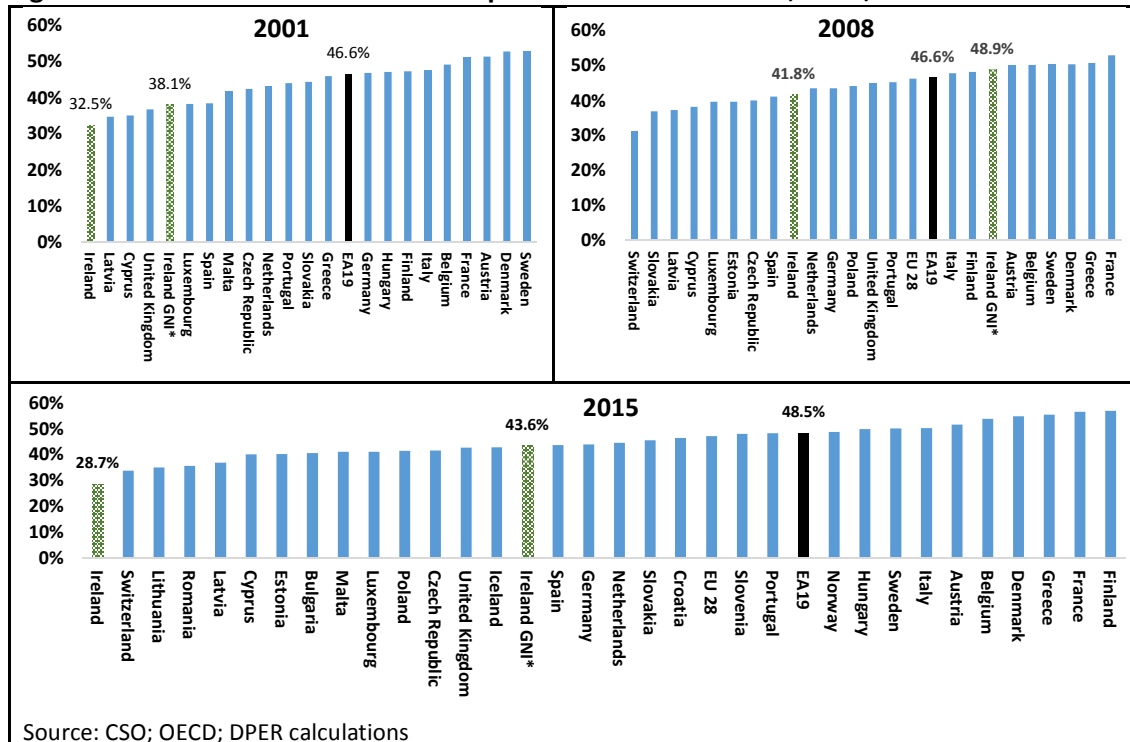 2001
60%
50%
40%
30%
20%
10%
0%
32.5%
38.1%
46.6%
Ireland
Latvia
Cyprus
United Kingdom
Ireland GNI*
Luxembourg
Spain
Malta
Czech Republic
Netherlands
Portugal
Slovakia
Greece
EA19
Germany
Hungary
Finland
Italy
Belgium
France
Austria
Denmark
Sweden
2008
60%
50%
40%
30%
20%
10%
0%
41.8%
46.6%
48.9%
Switzerland
Slovakia
Latvia
Cyprus
Luxembourg
Estonia
Czech Republic
Spain
Ireland
Netherlands
Germany
Poland
United Kingdom
Portugal
EU 28
EA19
Italy
Finland
Ireland GNI*
Austria
Belgium
Sweden
Denmark
Greece
France
2015
60%
50%
40%
30%
20%
10%
0%
28.7%
43.6%
48.5%
Ireland
Switzerland
Lithuania
Romania
Latvia
Cyprus
Estonia
Bulgaria
Malta
Luxembourg
Poland
Czech Republic
United Kingdom
Iceland
Ireland GNI*
Spain
Germany
Netherlands
Slovakia
Croatia
EU 28
Slovenia
Portugal
EA19
Norway
Hungary
Sweden
Italy
Austria
Belgium
Denmark
Greece
France
Finland
Source: CSO; OECD; DPER calculations